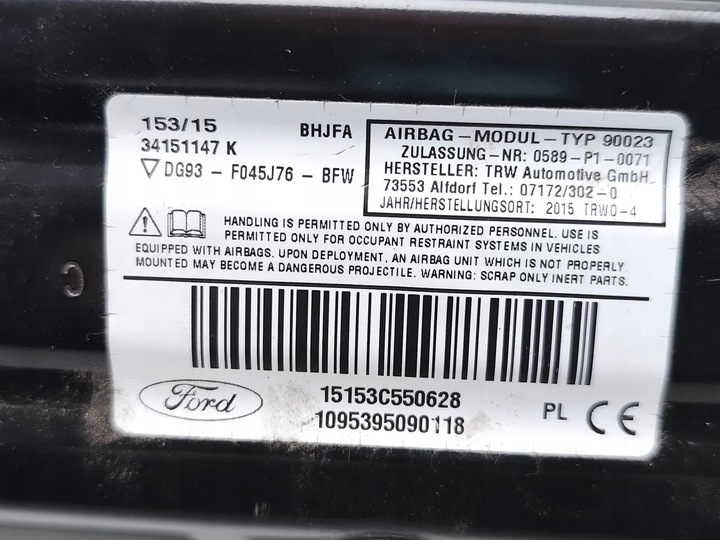 153/15
34151147 K
DG93 - F045J76 - BFW
BHJFA
AIRBAG-MODUL-TYP 90023
ZULASSUNG-NR: 0589-P1-0071
HERSTELLER: TRW Automotive GmbH.
73553 Alfdorf Tel.: 07172/302-0
JAHR/HERSTELLUNGSORT: 2015 TRWO-4
HANDLING IS PERMITTED ONLY BY AUTHORIZED PERSONNEL. USE IS
PERMITTED ONLY FOR OCCUPANT RESTRAINT SYSTEMS IN VEHICLES
EQUIPPED WITH AIRBAGS. UPON DEPLOYMENT, AN AIRBAG UNIT WHICH IS NOT PROPERLY
MOUNTED MAY BECOME A DANGEROUS PROJECTILE. WARNING: SCRAP ONLY INERT PARTS.
Ford
15153C550628
1095395090118
PL CE
C